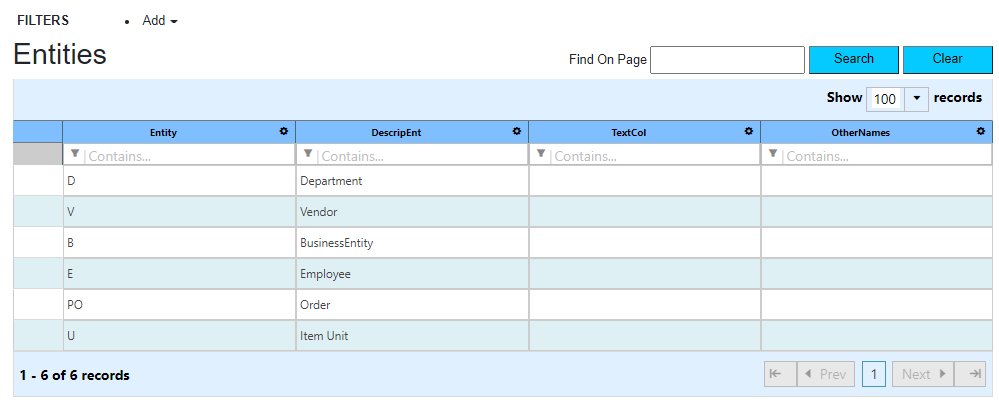 FILTERS • Add
Entities
Find On Page Search Clear
Show 100 records
Entity DescripEnt TextCol OtherNames
Contains... Contains... Contains... Contains...
D Department
V Vendor
B BusinessEntity
E Employee
PO Order
U Item Unit
1 - 6 of 6 records Prev 1 Next